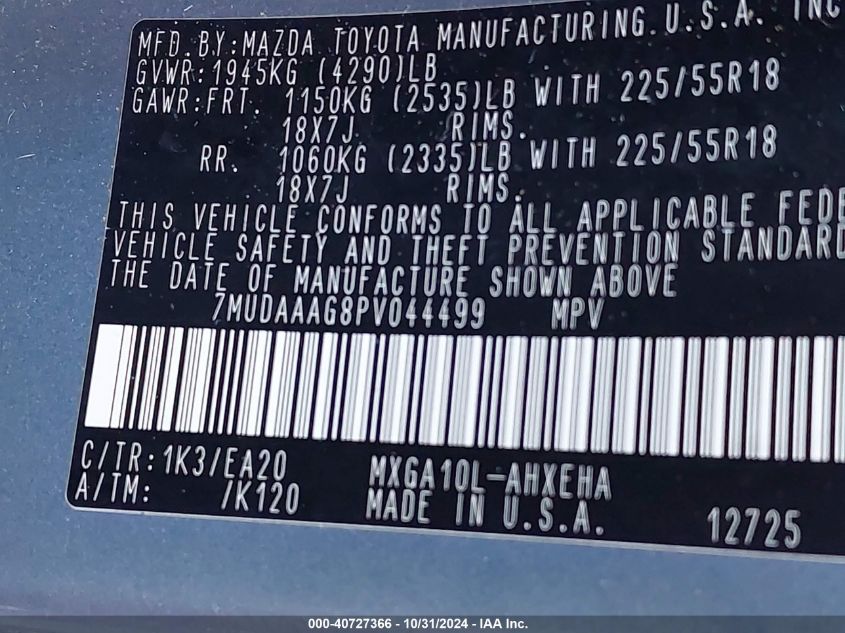 MFD. BY: MAZDA TOYOTA MANUFACTURING. U.S.A. INC
GVWR: 1945KG (4290)LB
GAWR: FRT. 1150KG (2535)LB WITH 225/55R18
18X7J RIMS.
RR. 1060KG (2335)LB WITH 225/55R18
18X7J RIMS.
THIS VEHICLE CONFORMS TO ALL APPLICABLE FEDE
VEHICLE SAFETY AND THEFT PREVENTION STANDARD
THE DATE OF MANUFACTURE SHOWN ABOVE
7MUDAAAG8PV044499 MPV
C/TR: 1K3/EA20 MXGA10L-AHXEHA
A/TM: /K120 MADE IN U.S.A. 12725
000-40727366 - 10/31/2024 - IAA Inc.